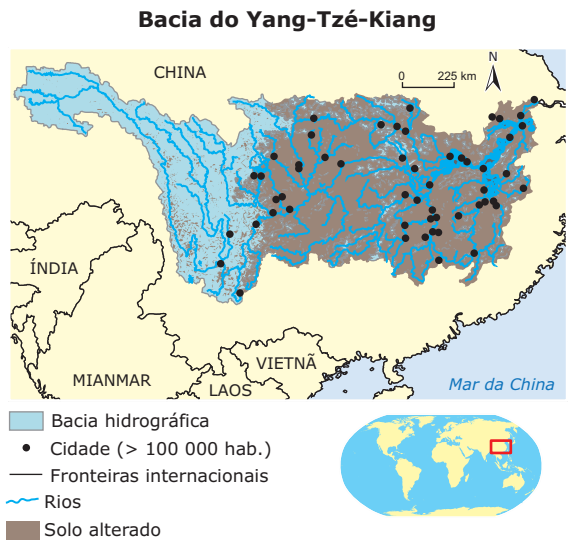 Bacia do Yang-Tzé-Kiang
CHINA
N
0 225 km
ÍNDIA
MIANMAR
LAOS
VIETNÃ
Mar da China
Bacia hidrográfica
Cidade (> 100 000 hab.)
Fronteiras internacionais
Rios
Solo alterado